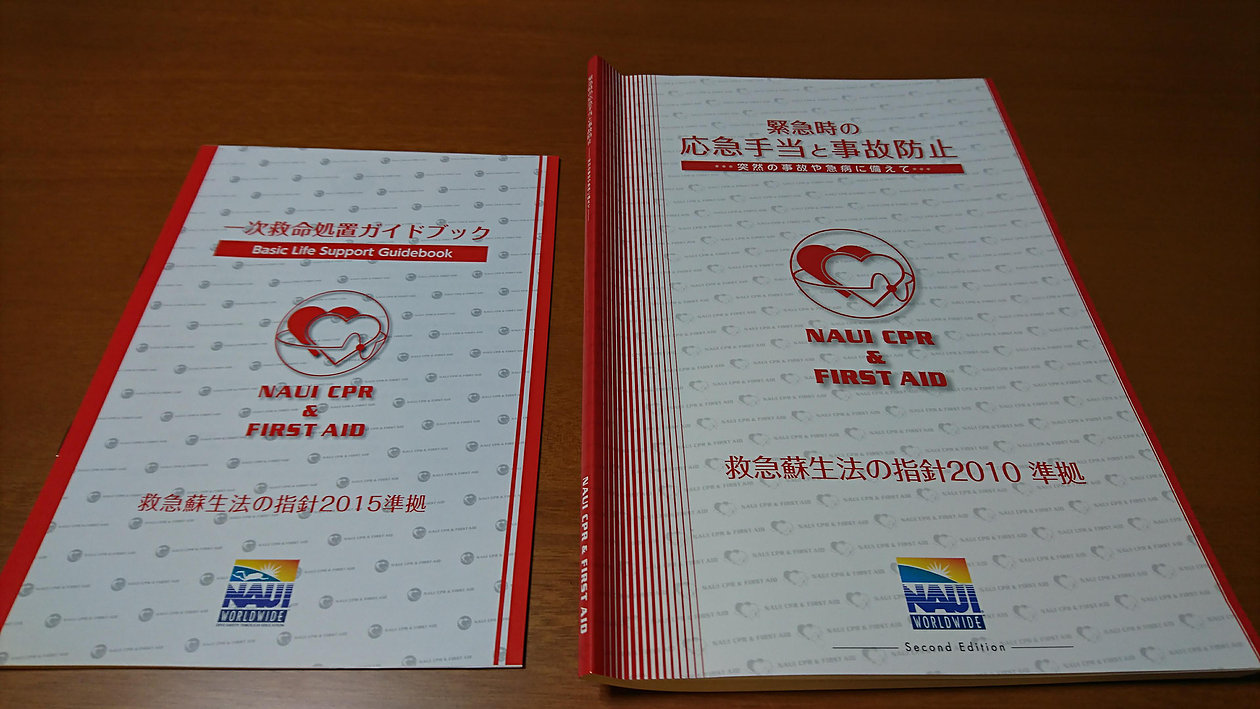 一次救命処置ガイドブック
Basic Life Support Guidebook
NAUI CPR
&
FIRST AID
救急蘇生法の指針2015準拠
NAUI
WORLDWIDE
緊急時の
応急手当と事故防止
•••突然の事故や急病に備えて•••
NAUI CPR
&
FIRST AID
救急蘇生法の指針2010 準拠
NAUI
WORLDWIDE
Second Edition
NAUI CPR & FIRST AID